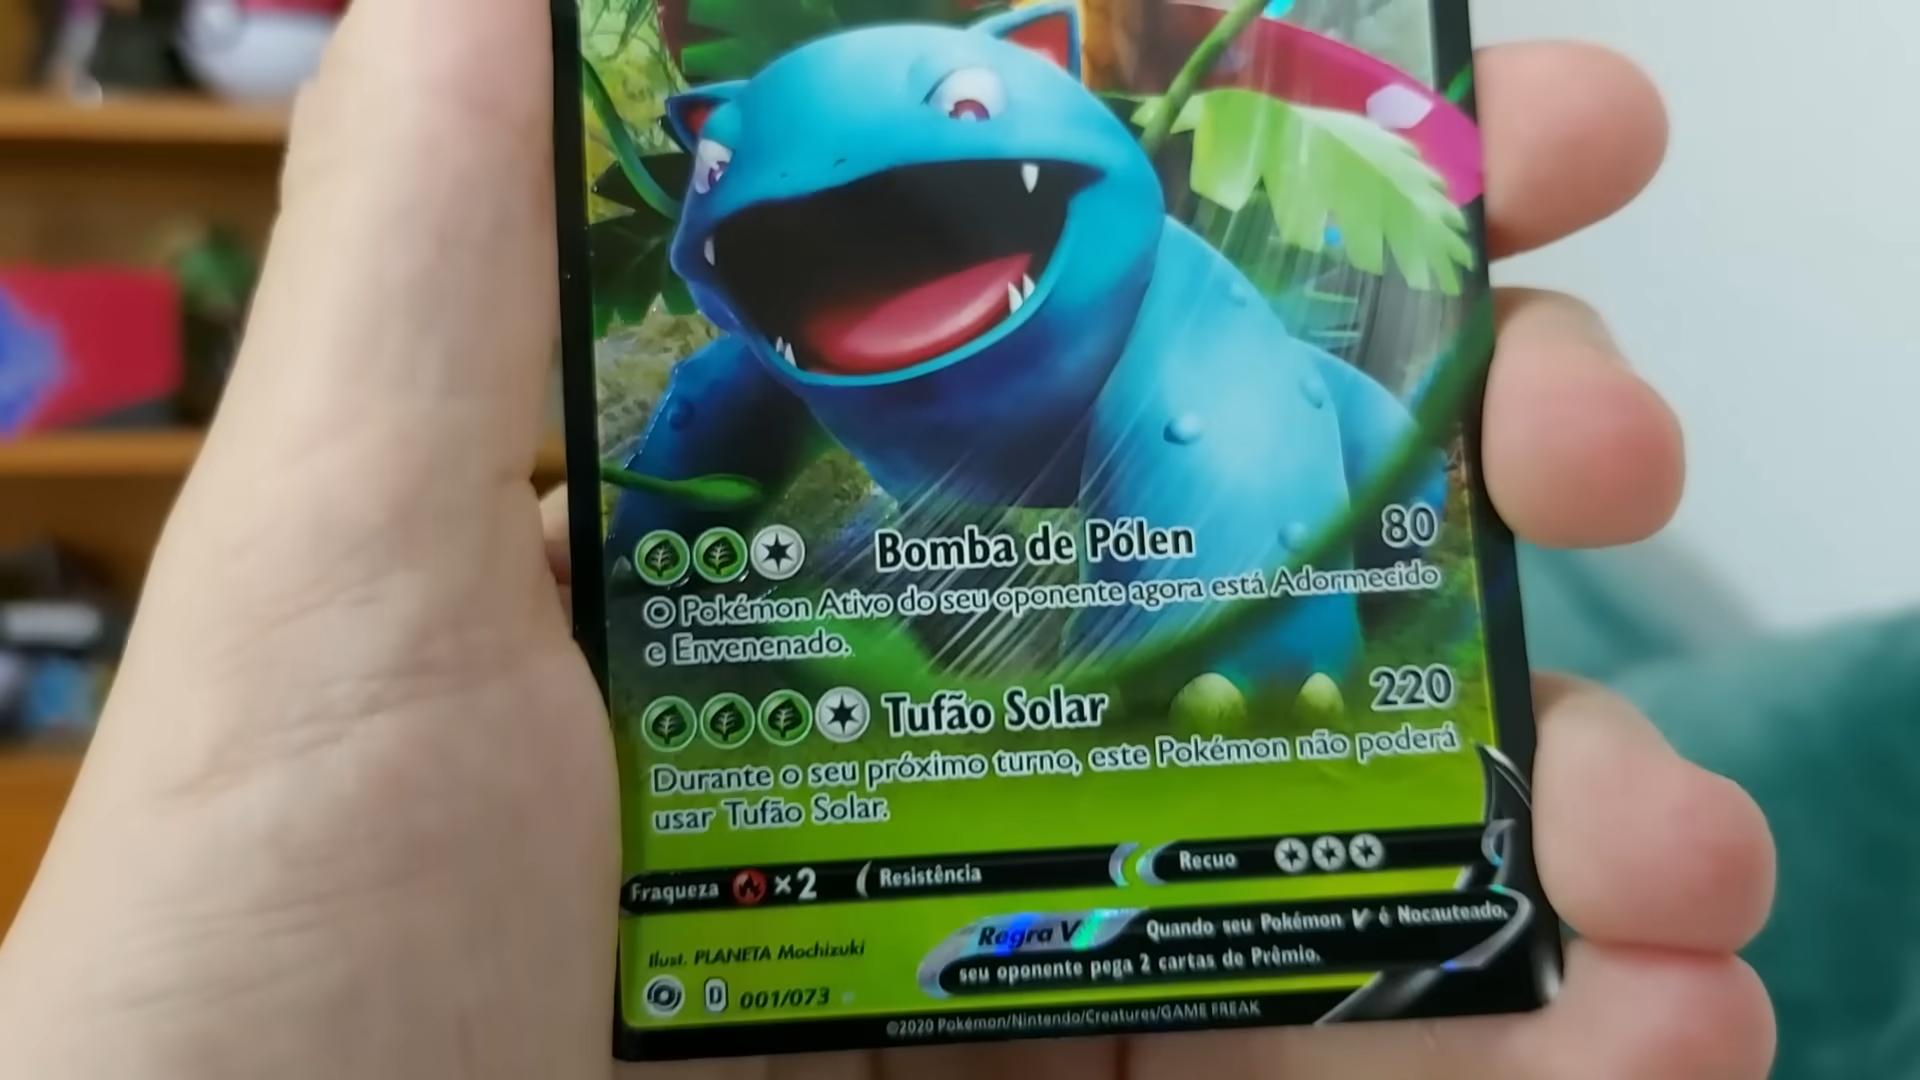 Bomba de Pólen 80
O Pokémon Ativo do seu oponente agora está Adormecido
e Envenenado.
Tufão Solar 220
Durante o seu próximo turno, este Pokémon não poderá
usar Tufão Solar.
Fraqueza ×2 Resistência Recuo
Regra V Quando seu Pokémon V é Nocauteado,
seu oponente pega 2 cartas de Prêmio.
Ilust. PLANETA Mochizuki
D 001/073
©2020 Pokémon/Nintendo/Creatures/GAME FREAK